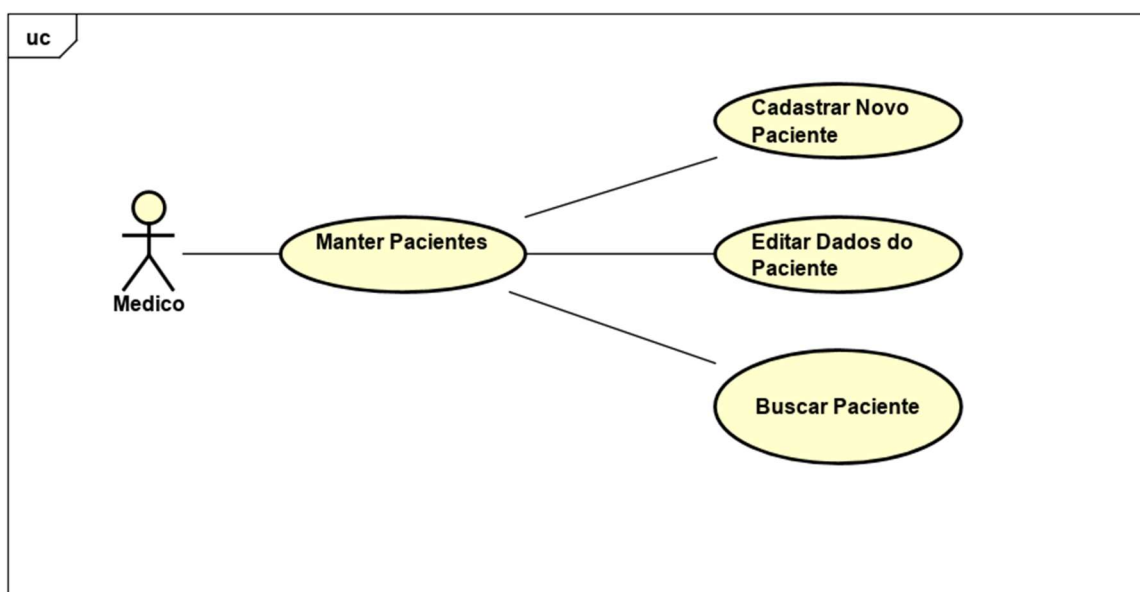 uc
Cadastrar Novo
Paciente
Medico
Manter Pacientes
Editar Dados do
Paciente
Buscar Paciente